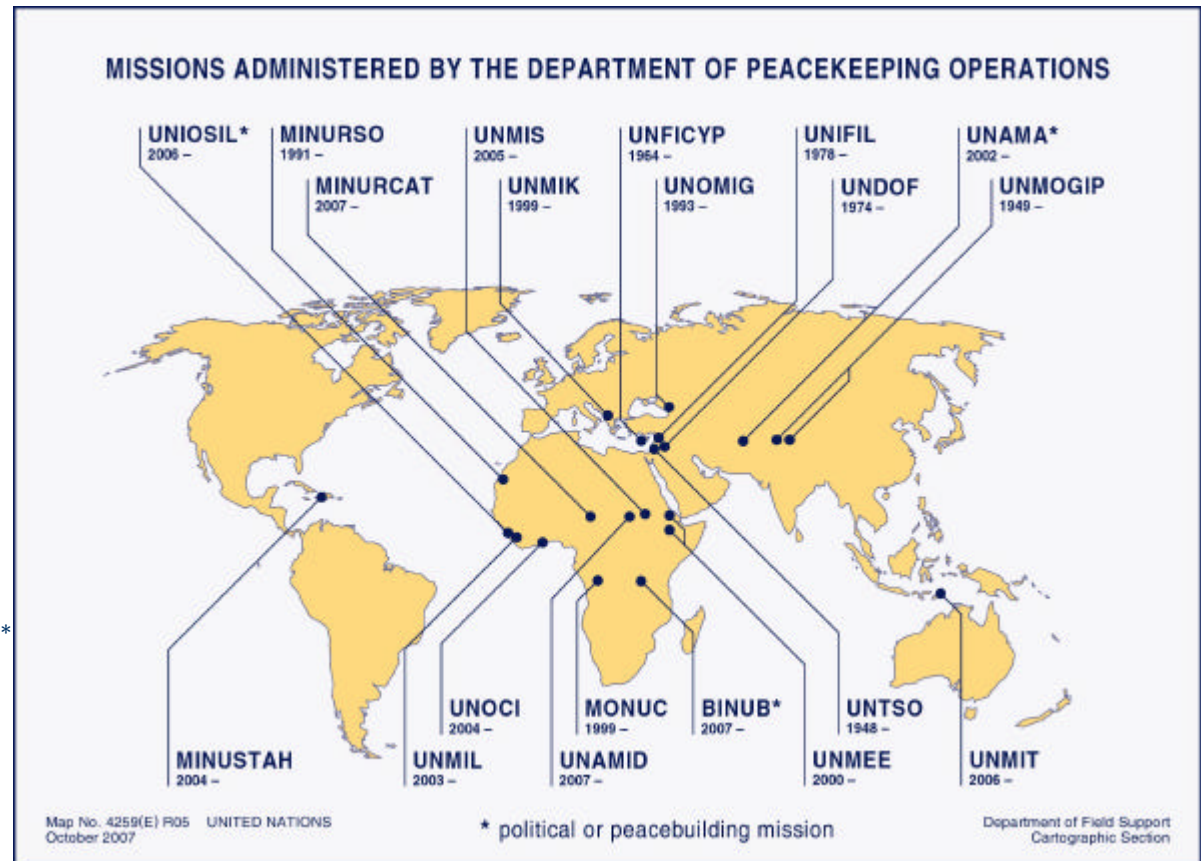 MISSIONS ADMINISTERED BY THE DEPARTMENT OF PEACEKEEPING OPERATIONS
UNIOSIL* MINURSO UNMIS UNFICYP UNIFIL UNAMA*
2006 – 1991 – 2005 – 1964 – 1978 – 2002 –
MINURCAT UNMIK UNOMIG UNDOF UNMOGIP
2007 – 1999 – 1993 – 1974 – 1949 –
*
UNOCI MONUC BINUB* UNTSO
2004 – 1999 – 2007 – 1948 –
MINUSTAH UNMIL UNAMID UNMEE UNMIT
2004 – 2003 – 2007 – 2000 – 2006 –
Map No. 4259(E) R05 UNITED NATIONS
October 2007
* political or peacebuilding mission
Department of Field Support
Cartographic Section